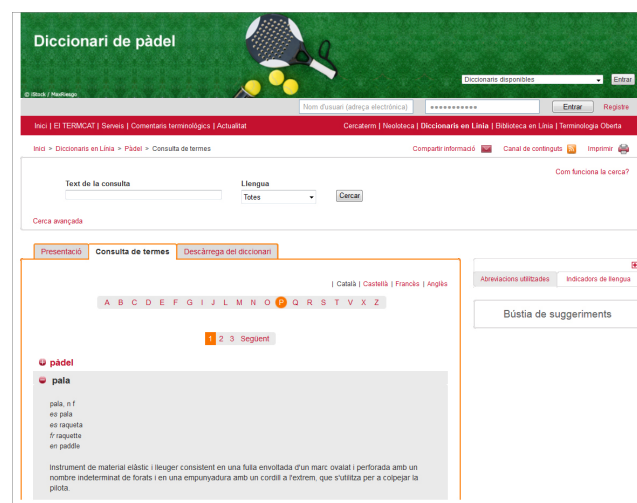 Diccionari de pàdel
© iStock / MaxRiesgo
Diccionaris disponibles Entrar
Nom d'usuari (adreça electrònica) Entrar Registre
Inici | El TERMCAT | Serveis | Comentaris terminològics | Actualitat Cercaterm | Neoloteca | Diccionaris en Línia | Biblioteca en Línia | Terminologia Oberta
Inici > Diccionaris en Línia > Pàdel > Consulta de termes Compartir informació Canal de continguts Imprimir
Com funciona la cerca?
Text de la consulta Llengua
Totes Cercar
Cerca avançada
Presentació Consulta de termes Descàrrega del diccionari
Abreviacions utilitzades Indicadors de llengua
| Català | Castellà | Francès | Anglès
A B C D E F G I J L M N O P Q R S T V X Z
Bústia de suggeriments
1 2 3 Següent
pàdel
pala
pala, n f
es pala
es raqueta
fr raquette
en paddle
Instrument de material elàstic i lleuger consistent en una fulla envoltada d'un marc ovalat i perforada amb un
nombre indeterminat de forats i en una empunyadura amb un cordill a l'extrem, que s'utilitza per a colpejar la
pilota.